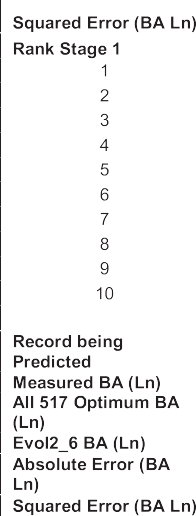 Squared Error (BA Ln)
Rank Stage 1
1
2
3
4
5
6
7
8
9
10
Record being
Predicted
Measured BA (Ln)
All 517 Optimum BA
(Ln)
Evol2_6 BA (Ln)
Absolute Error (BA
Ln)
Squared Error (BA Ln)